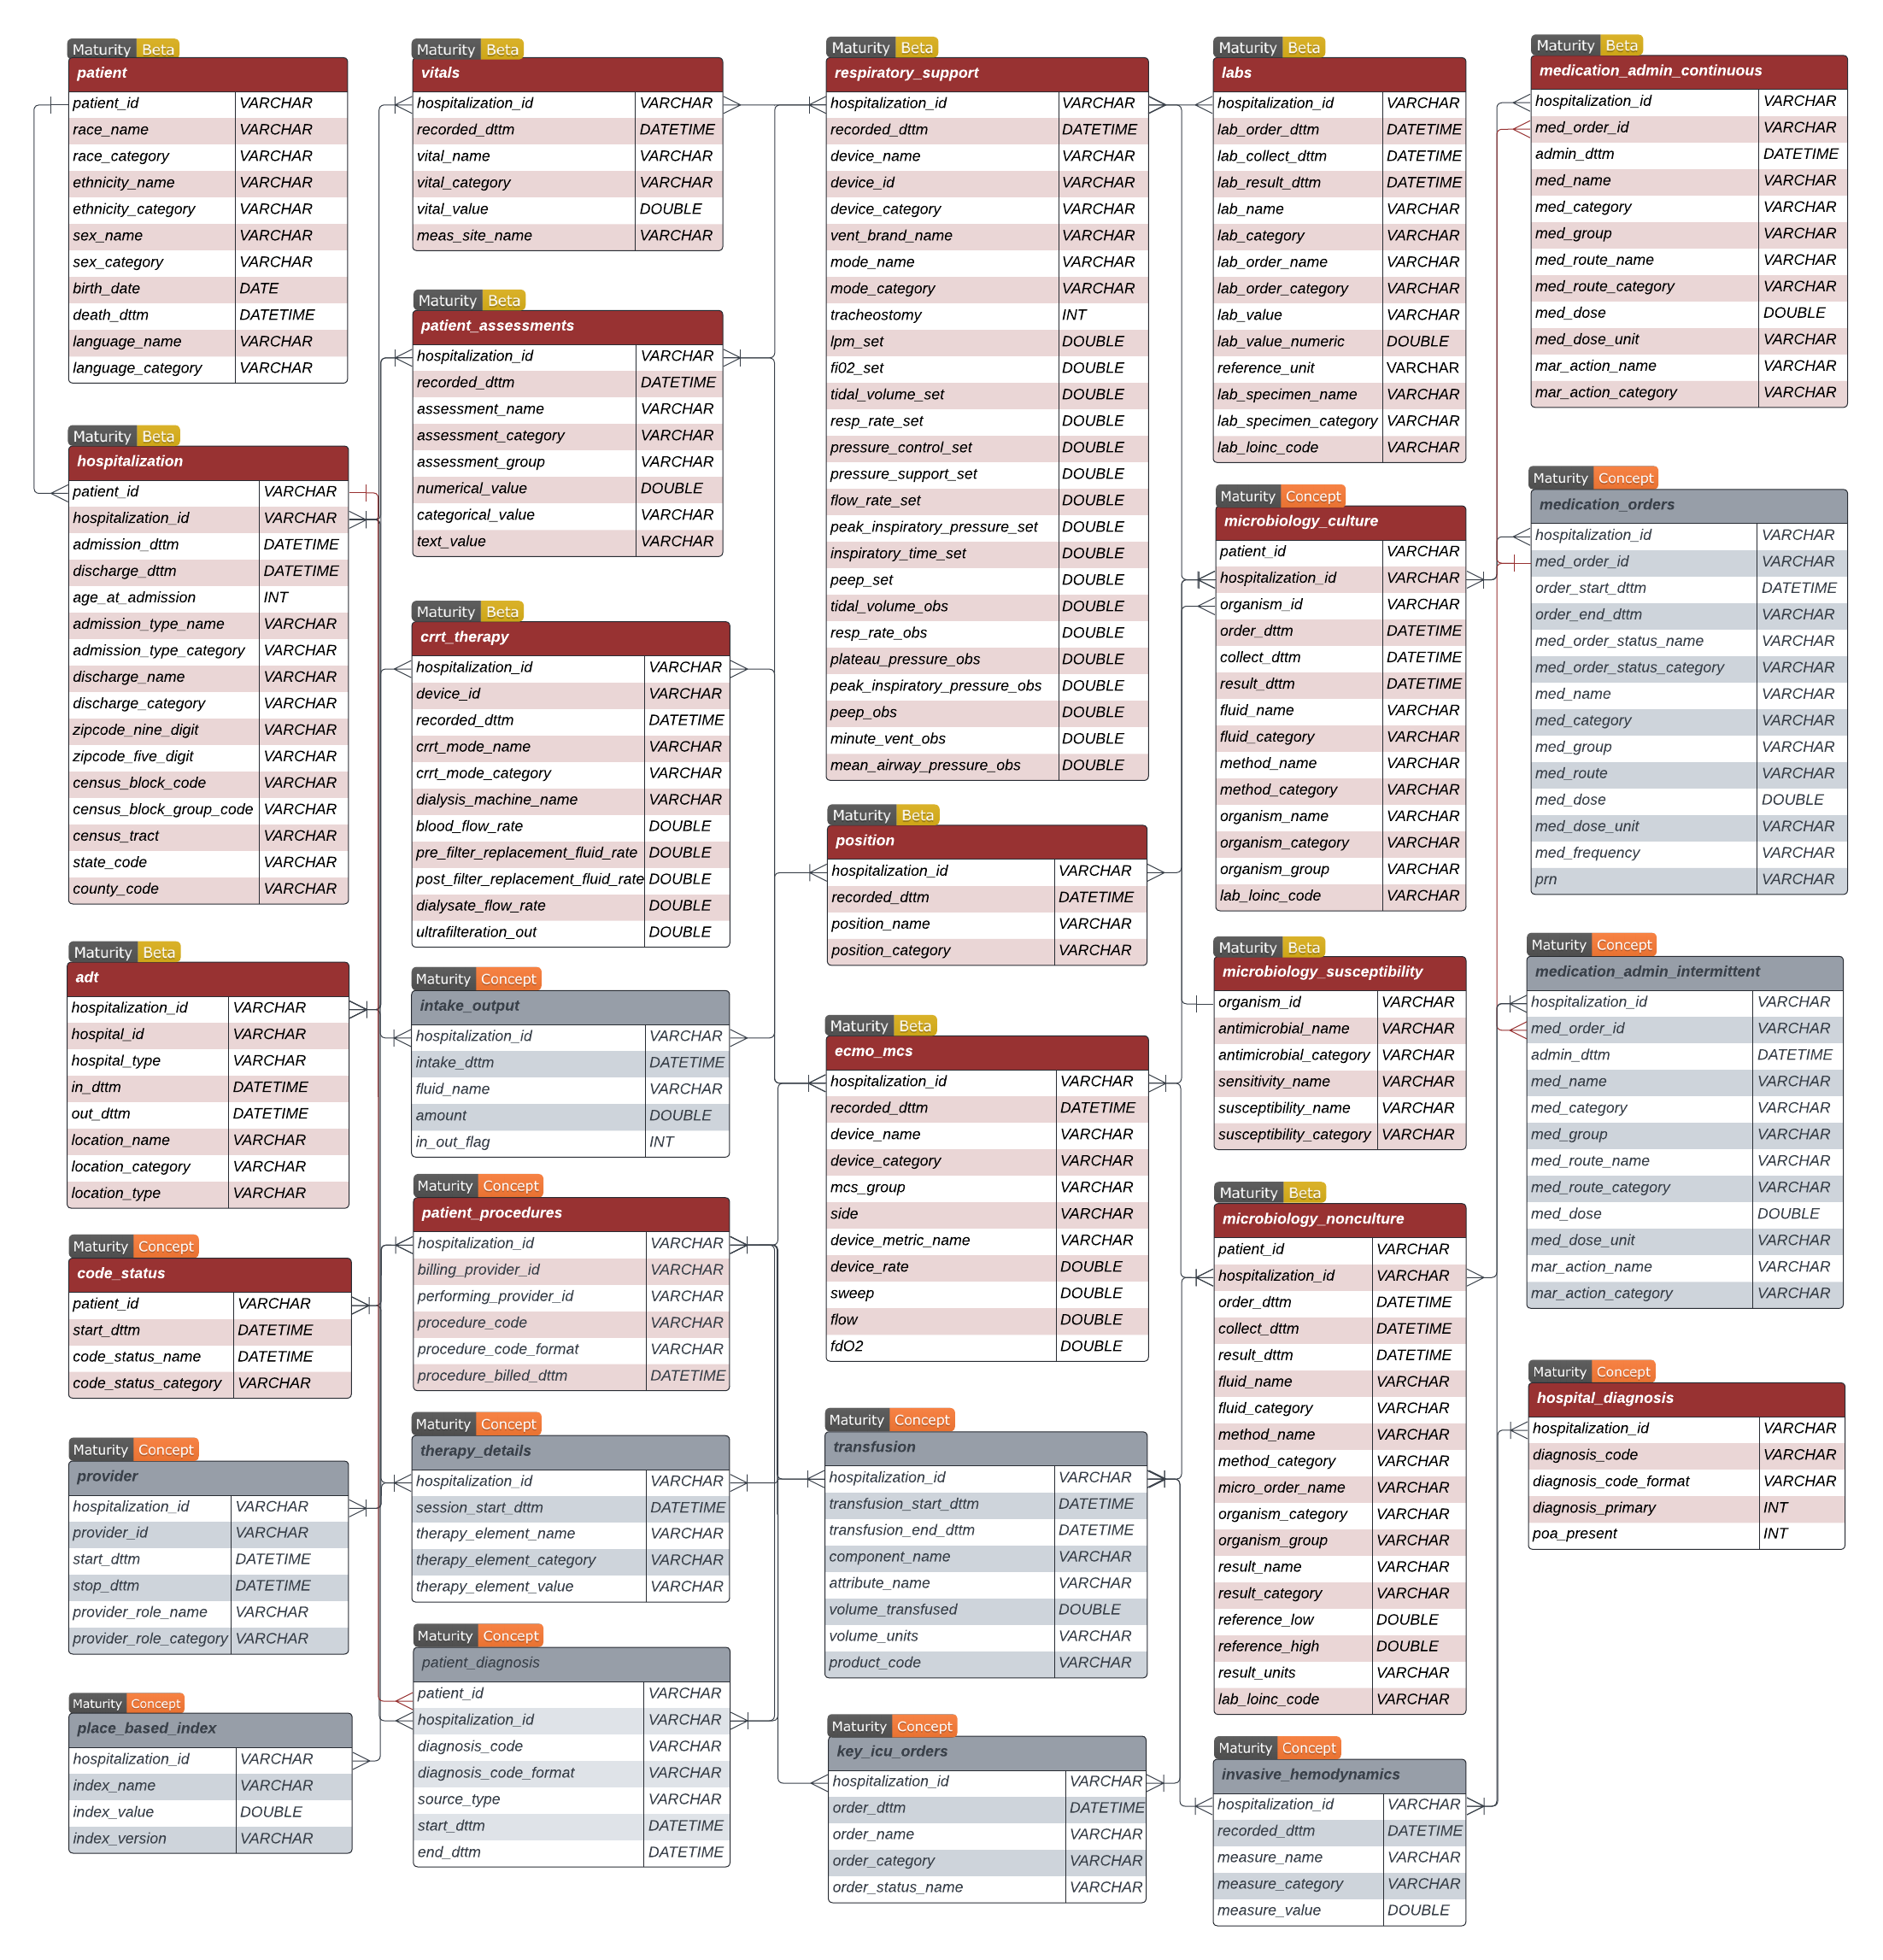 Maturity Beta
patient
patient_id VARCHAR
race_name VARCHAR
race_category VARCHAR
ethnicity_name VARCHAR
ethnicity_category VARCHAR
sex_name VARCHAR
sex_category VARCHAR
birth_date DATE
death_dttm DATETIME
language_name VARCHAR
language_category VARCHAR
Maturity Beta
hospitalization
patient_id VARCHAR
hospitalization_id VARCHAR
admission_dttm DATETIME
discharge_dttm DATETIME
age_at_admission INT
admission_type_name VARCHAR
admission_type_category VARCHAR
discharge_name VARCHAR
discharge_category VARCHAR
zipcode_nine_digit VARCHAR
zipcode_five_digit VARCHAR
census_block_code VARCHAR
census_block_group_code VARCHAR
census_tract VARCHAR
state_code VARCHAR
county_code VARCHAR
Maturity Beta
adt
hospitalization_id VARCHAR
hospital_id VARCHAR
hospital_type VARCHAR
in_dttm DATETIME
out_dttm DATETIME
location_name VARCHAR
location_category VARCHAR
location_type VARCHAR
Maturity Concept
code_status
patient_id VARCHAR
start_dttm DATETIME
code_status_name DATETIME
code_status_category VARCHAR
Maturity Concept
provider
hospitalization_id VARCHAR
provider_id VARCHAR
start_dttm DATETIME
stop_dttm DATETIME
provider_role_name VARCHAR
provider_role_category VARCHAR
Maturity Concept
place_based_index
hospitalization_id VARCHAR
index_name VARCHAR
index_value DOUBLE
index_version VARCHAR
Maturity Beta
vitals
hospitalization_id VARCHAR
recorded_dttm DATETIME
vital_name VARCHAR
vital_category VARCHAR
vital_value DOUBLE
meas_site_name VARCHAR
Maturity Beta
patient_assessments
hospitalization_id VARCHAR
recorded_dttm DATETIME
assessment_name VARCHAR
assessment_category VARCHAR
assessment_group VARCHAR
numerical_value DOUBLE
categorical_value VARCHAR
text_value VARCHAR
Maturity Beta
crrt_therapy
hospitalization_id VARCHAR
device_id VARCHAR
recorded_dttm DATETIME
crrt_mode_name VARCHAR
crrt_mode_category VARCHAR
dialysis_machine_name VARCHAR
blood_flow_rate DOUBLE
pre_filter_replacement_fluid_rate DOUBLE
post_filter_replacement_fluid_rate DOUBLE
dialysate_flow_rate DOUBLE
ultrafilteration_out DOUBLE
Maturity Concept
intake_output
hospitalization_id VARCHAR
intake_dttm DATETIME
fluid_name VARCHAR
amount DOUBLE
in_out_flag INT
Maturity Concept
patient_procedures
hospitalization_id VARCHAR
billing_provider_id VARCHAR
performing_provider_id VARCHAR
procedure_code VARCHAR
procedure_code_format VARCHAR
procedure_billed_dttm DATETIME
Maturity Concept
therapy_details
hospitalization_id VARCHAR
session_start_dttm DATETIME
therapy_element_name VARCHAR
therapy_element_category VARCHAR
therapy_element_value VARCHAR
Maturity Concept
patient_diagnosis
patient_id VARCHAR
hospitalization_id VARCHAR
diagnosis_code VARCHAR
diagnosis_code_format VARCHAR
source_type VARCHAR
start_dttm DATETIME
end_dttm DATETIME
Maturity Beta
respiratory_support
hospitalization_id VARCHAR
recorded_dttm DATETIME
device_name VARCHAR
device_id VARCHAR
device_category VARCHAR
vent_brand_name VARCHAR
mode_name VARCHAR
mode_category VARCHAR
tracheostomy INT
lpm_set DOUBLE
fi02_set DOUBLE
tidal_volume_set DOUBLE
resp_rate_set DOUBLE
pressure_control_set DOUBLE
pressure_support_set DOUBLE
flow_rate_set DOUBLE
peak_inspiratory_pressure_set DOUBLE
inspiratory_time_set DOUBLE
peep_set DOUBLE
tidal_volume_obs DOUBLE
resp_rate_obs DOUBLE
plateau_pressure_obs DOUBLE
peak_inspiratory_pressure_obs DOUBLE
peep_obs DOUBLE
minute_vent_obs DOUBLE
mean_airway_pressure_obs DOUBLE
Maturity Beta
position
hospitalization_id VARCHAR
recorded_dttm DATETIME
position_name VARCHAR
position_category VARCHAR
Maturity Beta
ecmo_mcs
hospitalization_id VARCHAR
recorded_dttm DATETIME
device_name VARCHAR
device_category VARCHAR
mcs_group VARCHAR
side VARCHAR
device_metric_name VARCHAR
device_rate DOUBLE
sweep DOUBLE
flow DOUBLE
fdO2 DOUBLE
Maturity Concept
transfusion
hospitalization_id VARCHAR
transfusion_start_dttm DATETIME
transfusion_end_dttm DATETIME
component_name VARCHAR
attribute_name VARCHAR
volume_transfused DOUBLE
volume_units VARCHAR
product_code VARCHAR
Maturity Concept
key_icu_orders
hospitalization_id VARCHAR
order_dttm DATETIME
order_name VARCHAR
order_category VARCHAR
order_status_name VARCHAR
Maturity Beta
labs
hospitalization_id VARCHAR
lab_order_dttm DATETIME
lab_collect_dttm DATETIME
lab_result_dttm DATETIME
lab_name VARCHAR
lab_category VARCHAR
lab_order_name VARCHAR
lab_order_category VARCHAR
lab_value VARCHAR
lab_value_numeric DOUBLE
reference_unit VARCHAR
lab_specimen_name VARCHAR
lab_specimen_category VARCHAR
lab_loinc_code VARCHAR
Maturity Concept
microbiology_culture
patient_id VARCHAR
hospitalization_id VARCHAR
organism_id VARCHAR
order_dttm DATETIME
collect_dttm DATETIME
result_dttm DATETIME
fluid_name VARCHAR
fluid_category VARCHAR
method_name VARCHAR
method_category VARCHAR
organism_name VARCHAR
organism_category VARCHAR
organism_group VARCHAR
lab_loinc_code VARCHAR
Maturity Beta
microbiology_susceptibility
organism_id VARCHAR
antimicrobial_name VARCHAR
antimicrobial_category VARCHAR
sensitivity_name VARCHAR
susceptibility_name VARCHAR
susceptibility_category VARCHAR
Maturity Beta
microbiology_nonculture
patient_id VARCHAR
hospitalization_id VARCHAR
order_dttm DATETIME
collect_dttm DATETIME
result_dttm DATETIME
fluid_name VARCHAR
fluid_category VARCHAR
method_name VARCHAR
method_category VARCHAR
micro_order_name VARCHAR
organism_category VARCHAR
organism_group VARCHAR
result_name VARCHAR
result_category VARCHAR
reference_low DOUBLE
reference_high DOUBLE
result_units VARCHAR
lab_loinc_code VARCHAR
Maturity Concept
invasive_hemodynamics
hospitalization_id VARCHAR
recorded_dttm DATETIME
measure_name VARCHAR
measure_category VARCHAR
measure_value DOUBLE
Maturity Beta
medication_admin_continuous
hospitalization_id VARCHAR
med_order_id VARCHAR
admin_dttm DATETIME
med_name VARCHAR
med_category VARCHAR
med_group VARCHAR
med_route_name VARCHAR
med_route_category VARCHAR
med_dose DOUBLE
med_dose_unit VARCHAR
mar_action_name VARCHAR
mar_action_category VARCHAR
Maturity Concept
medication_orders
hospitalization_id VARCHAR
med_order_id VARCHAR
order_start_dttm DATETIME
order_end_dttm VARCHAR
med_order_status_name VARCHAR
med_order_status_category VARCHAR
med_name VARCHAR
med_category VARCHAR
med_group VARCHAR
med_route VARCHAR
med_dose DOUBLE
med_dose_unit VARCHAR
med_frequency VARCHAR
prn VARCHAR
Maturity Concept
medication_admin_intermittent
hospitalization_id VARCHAR
med_order_id VARCHAR
admin_dttm DATETIME
med_name VARCHAR
med_category VARCHAR
med_group VARCHAR
med_route_name VARCHAR
med_route_category VARCHAR
med_dose DOUBLE
med_dose_unit VARCHAR
mar_action_name VARCHAR
mar_action_category VARCHAR
Maturity Concept
hospital_diagnosis
hospitalization_id VARCHAR
diagnosis_code VARCHAR
diagnosis_code_format VARCHAR
diagnosis_primary INT
poa_present INT